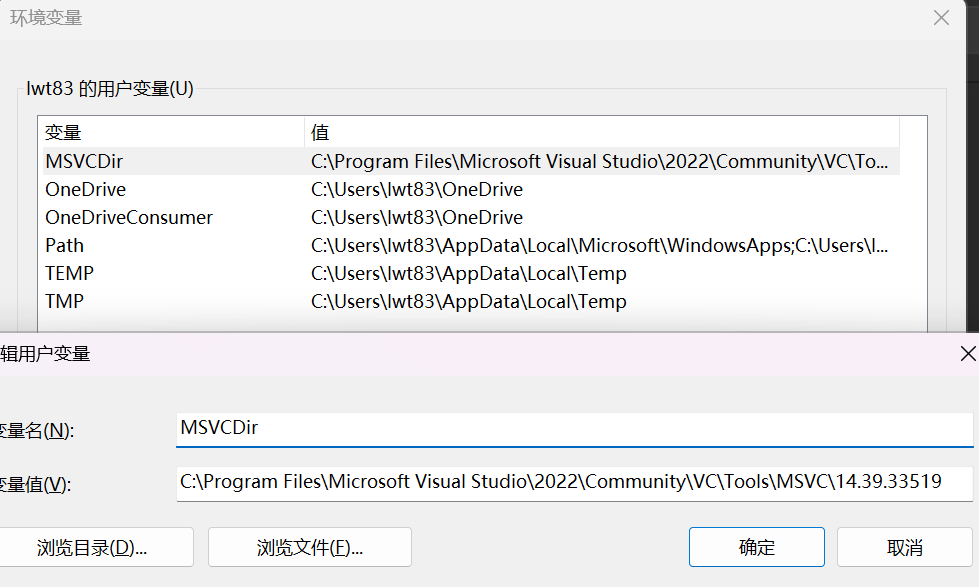 环境变量
lwt83 的用户变量(U)
变量 值
MSVCDir C:\Program Files\Microsoft Visual Studio\2022\Community\VC\To...
OneDrive C:\Users\lwt83\OneDrive
OneDriveConsumer C:\Users\lwt83\OneDrive
Path C:\Users\lwt83\AppData\Local\Microsoft\WindowsApps;C:\Users\l...
TEMP C:\Users\lwt83\AppData\Local\Temp
TMP C:\Users\lwt83\AppData\Local\Temp
辑用户变量
变量名(N): MSVCDir
变量值(V): C:\Program Files\Microsoft Visual Studio\2022\Community\VC\Tools\MSVC\14.39.33519
浏览目录(D)... 浏览文件(F)... 确定 取消